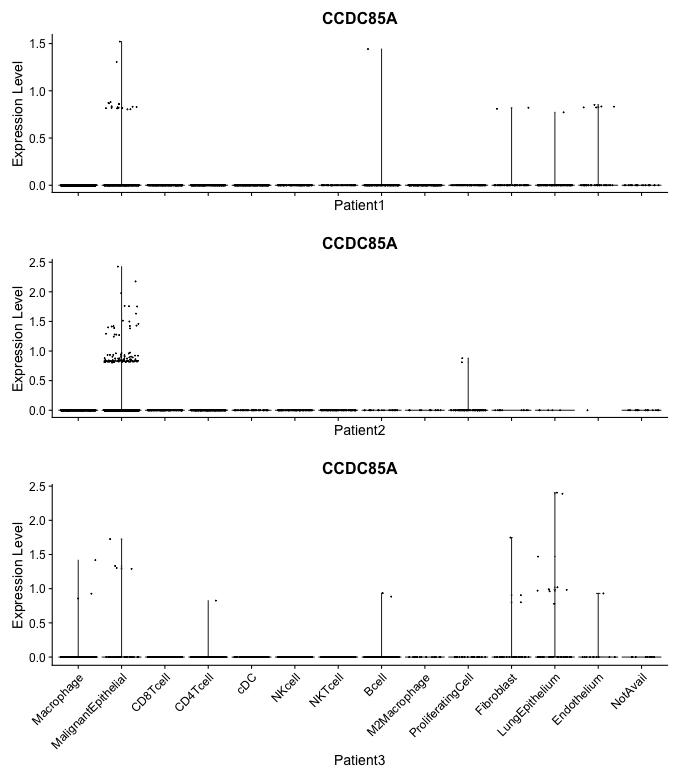 CCDC85A
Expression Level
1.5
1.0
0.5
0.0
Patient1
CCDC85A
Expression Level
2.5
2.0
1.5
1.0
0.5
0.0
Patient2
CCDC85A
Expression Level
2.5
2.0
1.5
1.0
0.5
0.0
Macrophage
MalignantEpithelial
CD8Tcell
CD4Tcell
cDC
NKcell
NKTcell
Bcell
M2Macrophage
ProliferatingCell
Fibroblast
LungEpithelium
Endothelium
NotAvail
Patient3